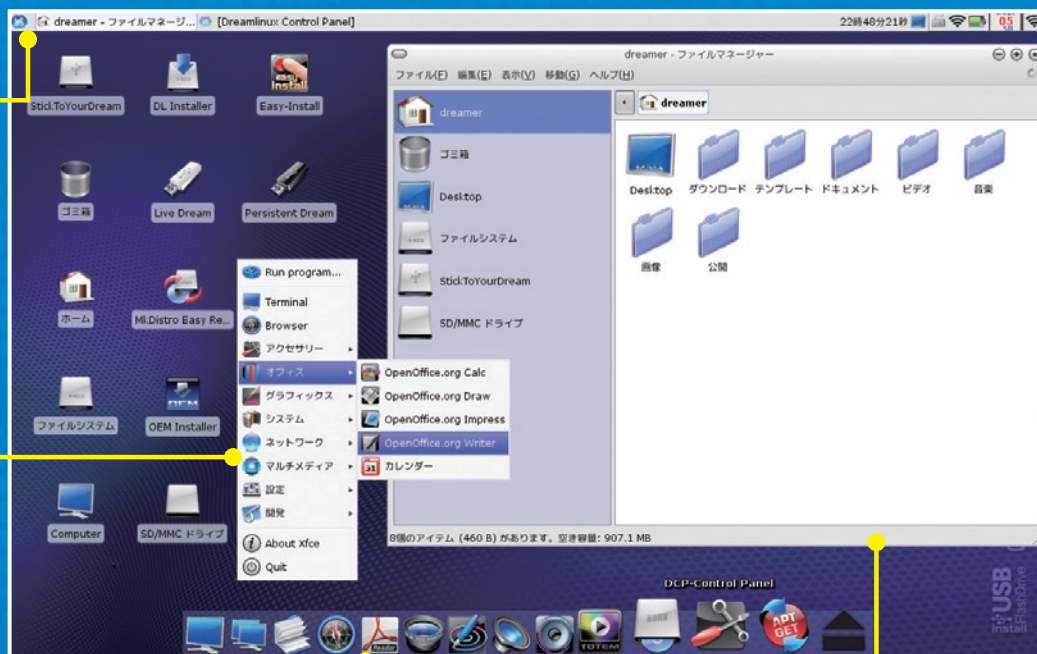 dreamer - ファイルマネージ...
[Dreamlinux Control Panel]
22時48分21秒
05
Stick:ToYourDream
DL Installer
Easy-Install
ゴミ箱
Live Dream
Persistent Dream
ホーム
MkDistro Easy Re...
ファイルシステム
OEM Installer
Computer
SD/MMC ドライブ
Run program...
Terminal
Browser
アクセサリー
オフィス
グラフィックス
システム
ネットワーク
マルチメディア
設定
開発
About Xfce
Quit
OpenOffice.org Calc
OpenOffice.org Draw
OpenOffice.org Impress
OpenOffice.org Writer
31
カレンダー
dreamer - ファイルマネージャー
ファイル(F) 編集(E) 表示(V) 移動(G) ヘルプ(H)
dreamer
ゴミ箱
Desktop
ファイルシステム
Stick:ToYourDream
SD/MMC ドライブ
dreamer
Desktop
ダウンロード
テンプレート
ドキュメント
ビデオ
音楽
画像
公開
8個のアイテム (460 B) があります。空き容量: 907.1 MB
DCP-Control Panel
Reader
TOTEM
APT
GET
USB
Install FlashDrive